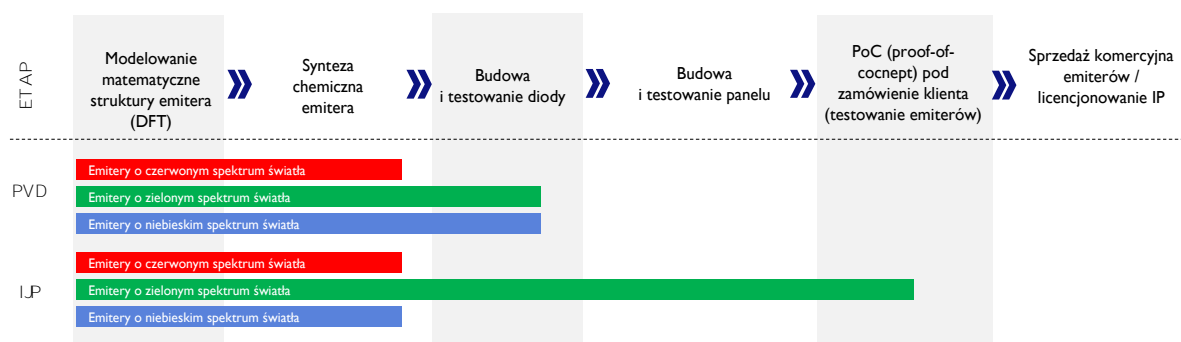 ETAP
Modelowanie
matematyczne
struktury emitera
(DFT)
Synteza
chemiczna
emitera
Budowa
i testowanie diody
Budowa
i testowanie panelu
PoC (proof-of-
cocnept) pod
zamówienie klienta
(testowanie emiterów)
Sprzedaż komercyjna
emiterów /
licencjonowanie IP
PVD
Emitery o czerwonym spektrum światła
Emitery o zielonym spektrum światła
Emitery o niebieskim spektrum światła
IJP
Emitery o czerwonym spektrum światła
Emitery o zielonym spektrum światła
Emitery o niebieskim spektrum światła